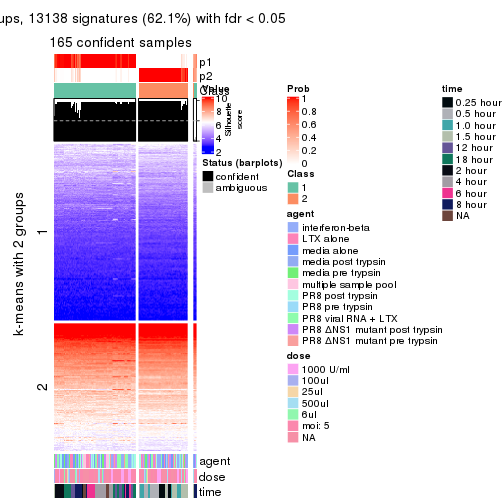 ups, 13138 signatures (62.1%) with fdr < 0.05
165 confident samples
p1
p2
Class
Silhouette
score
k-means with 2 groups
1
2
agent
dose
time
Value
10
8
6
4
2
Status (barplots)
confident
ambiguous
Prob
1
0.8
0.6
0.4
0.2
0
Class
1
2
agent
interferon-beta
LTX alone
media alone
media post trypsin
media pre trypsin
multiple sample pool
PR8 post trypsin
PR8 pre trypsin
PR8 viral RNA + LTX
PR8 ΔNS1 mutant post trypsin
PR8 ΔNS1 mutant pre trypsin
dose
1000 U/ml
100ul
25ul
500ul
6ul
moi: 5
NA
time
0.25 hour
0.5 hour
1.0 hour
1.5 hour
12 hour
18 hour
2 hour
4 hour
6 hour
8 hour
NA